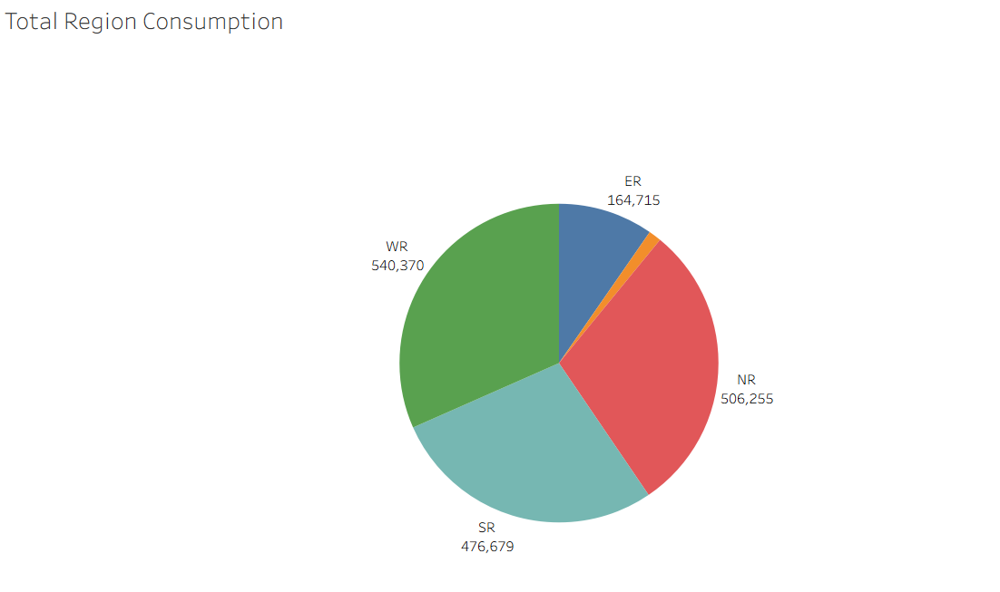 Total Region Consumption
ER
164,715
WR
540,370
NR
506,255
SR
476,679